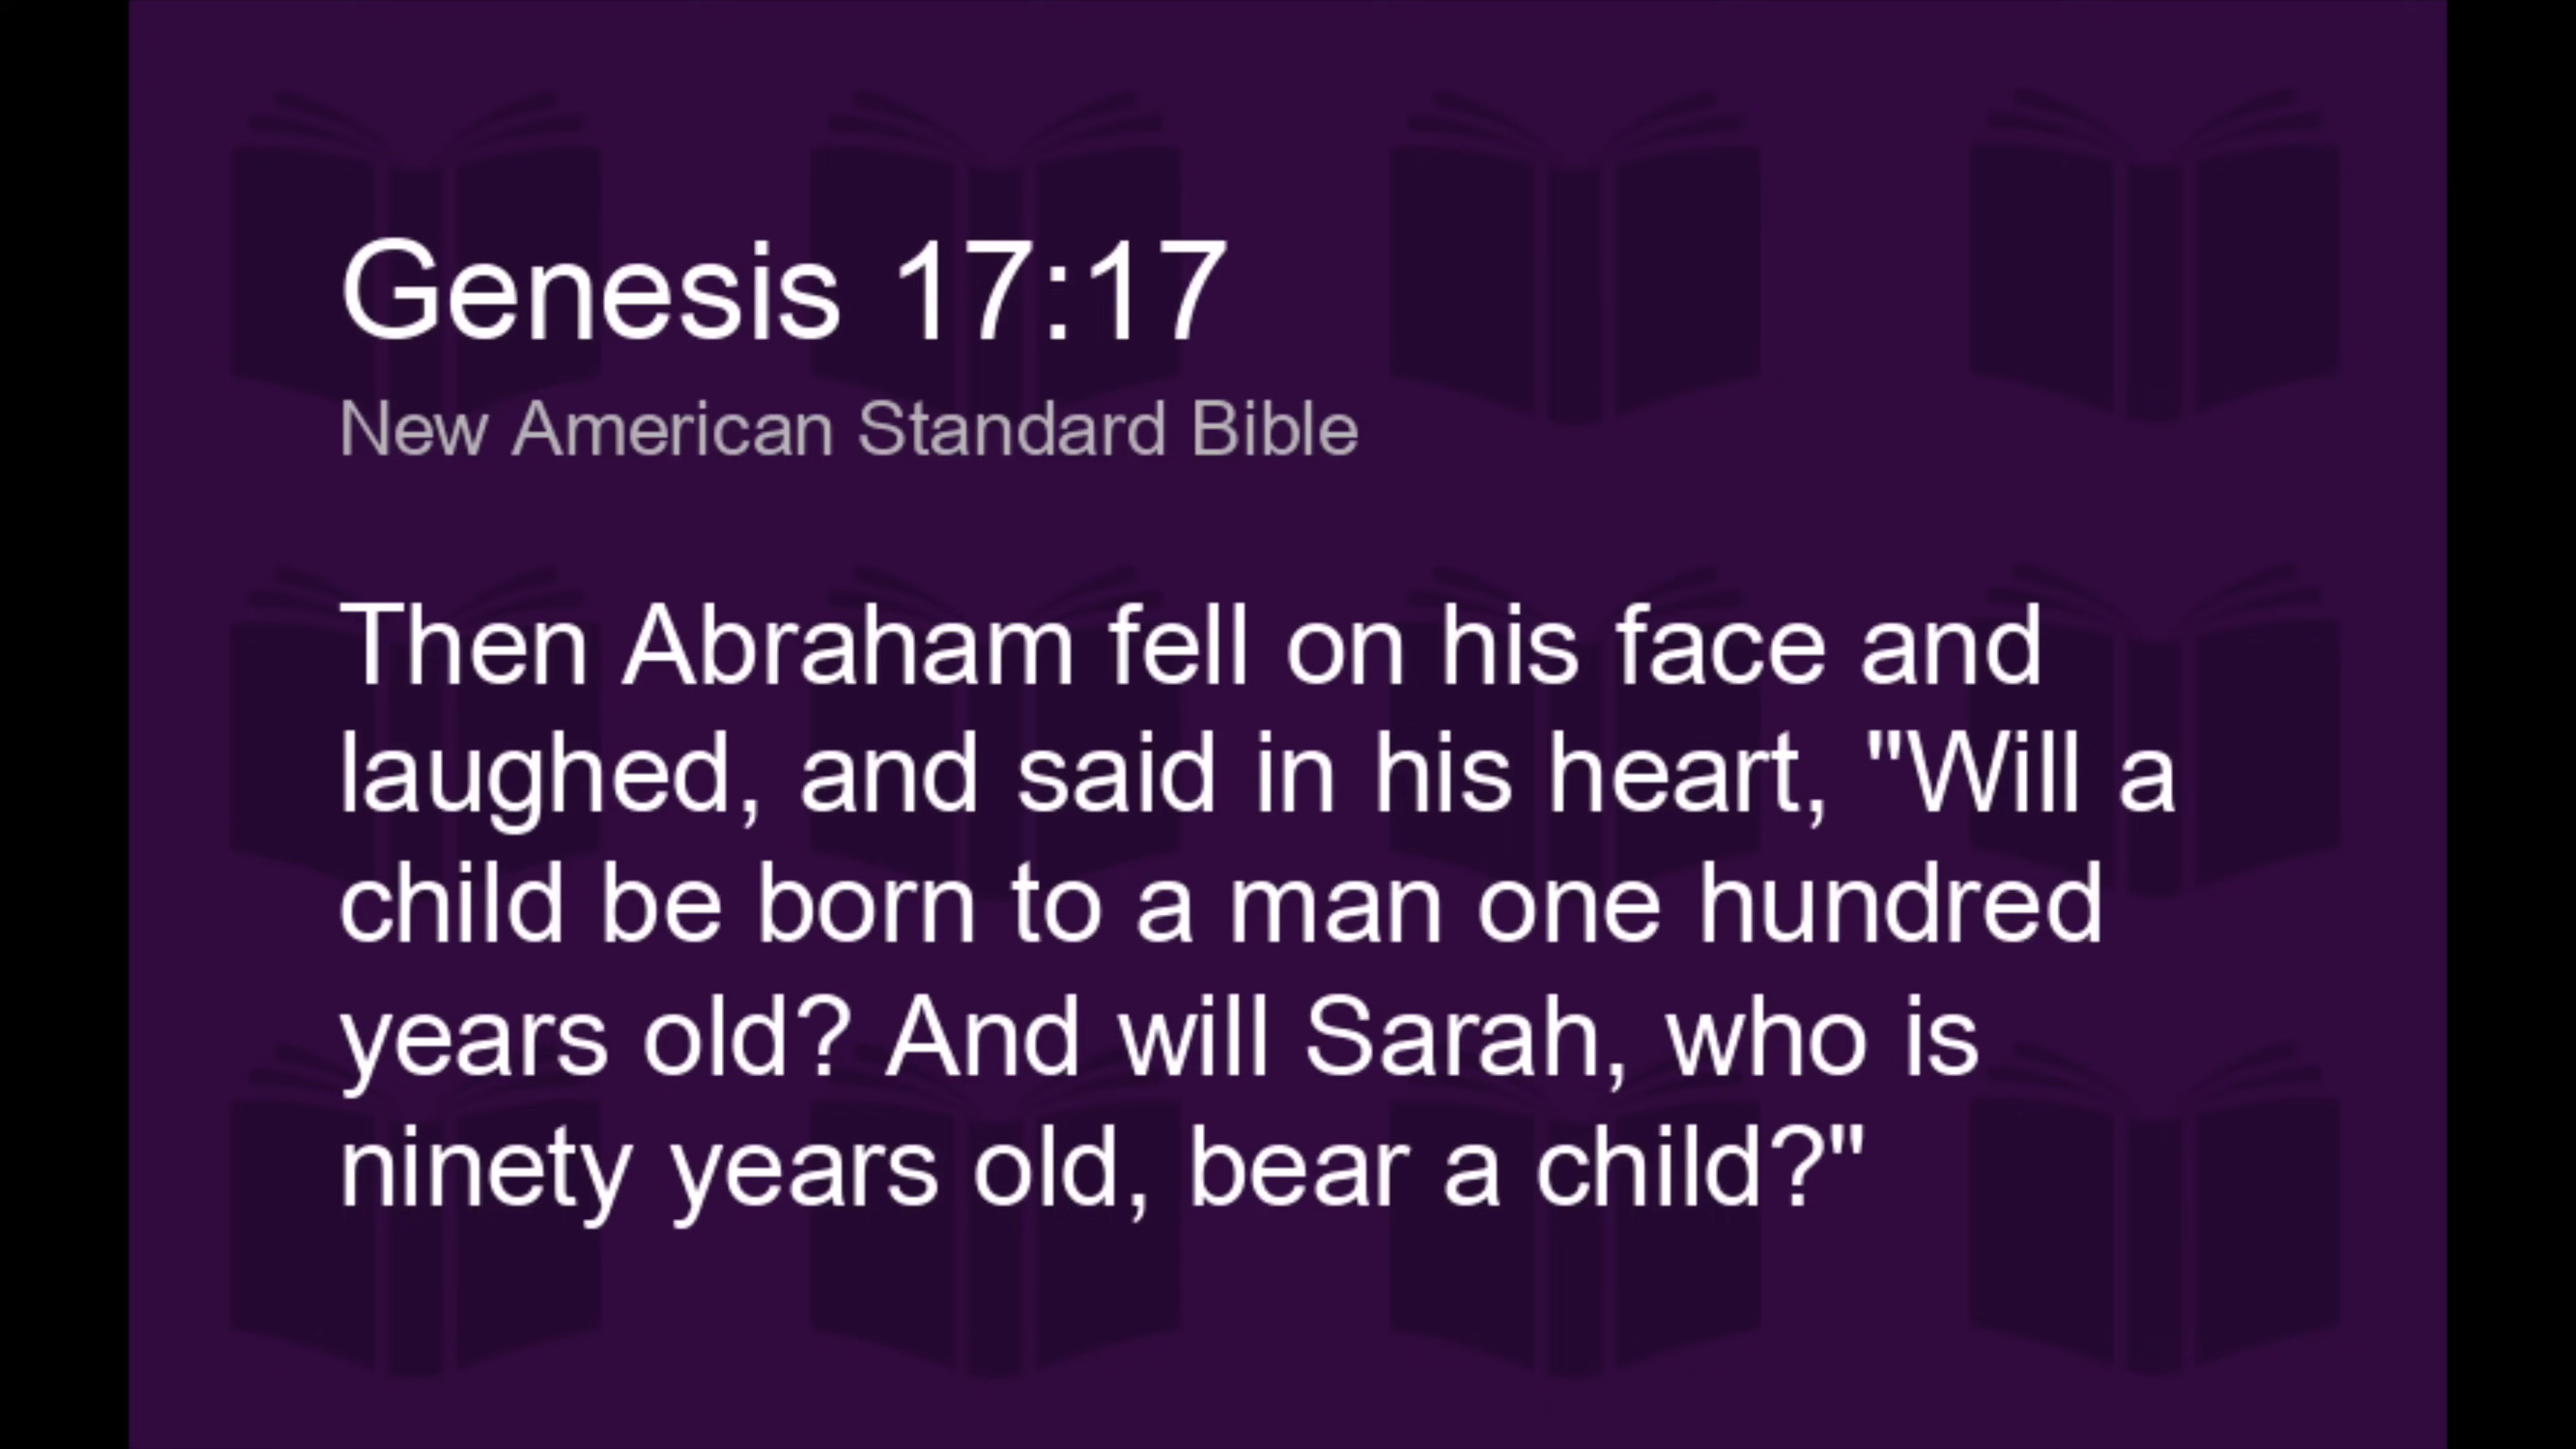 Genesis 17:17
New American Standard Bible
Then Abraham fell on his face and
laughed, and said in his heart, "Will a
child be born to a man one hundred
years old? And will Sarah, who is
ninety years old, bear a child?"